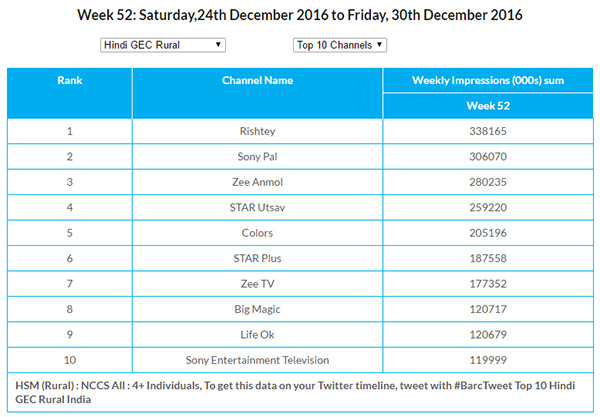 Week 52: Saturday,24th December 2016 to Friday, 30th December 2016
Hindi GEC Rural Top 10 Channels
Rank Channel Name Weekly Impressions (000s) sum
Week 52
1 Rishtey 338165
2 Sony Pal 306070
3 Zee Anmol 280235
4 STAR Utsav 259220
5 Colors 205196
6 STAR Plus 187558
7 Zee TV 177352
8 Big Magic 120717
9 Life Ok 120679
10 Sony Entertainment Television 119999
HSM (Rural) : NCCS All : 4+ Individuals, To get this data on your Twitter timeline, tweet with #BarcTweet Top 10 Hindi
GEC Rural India